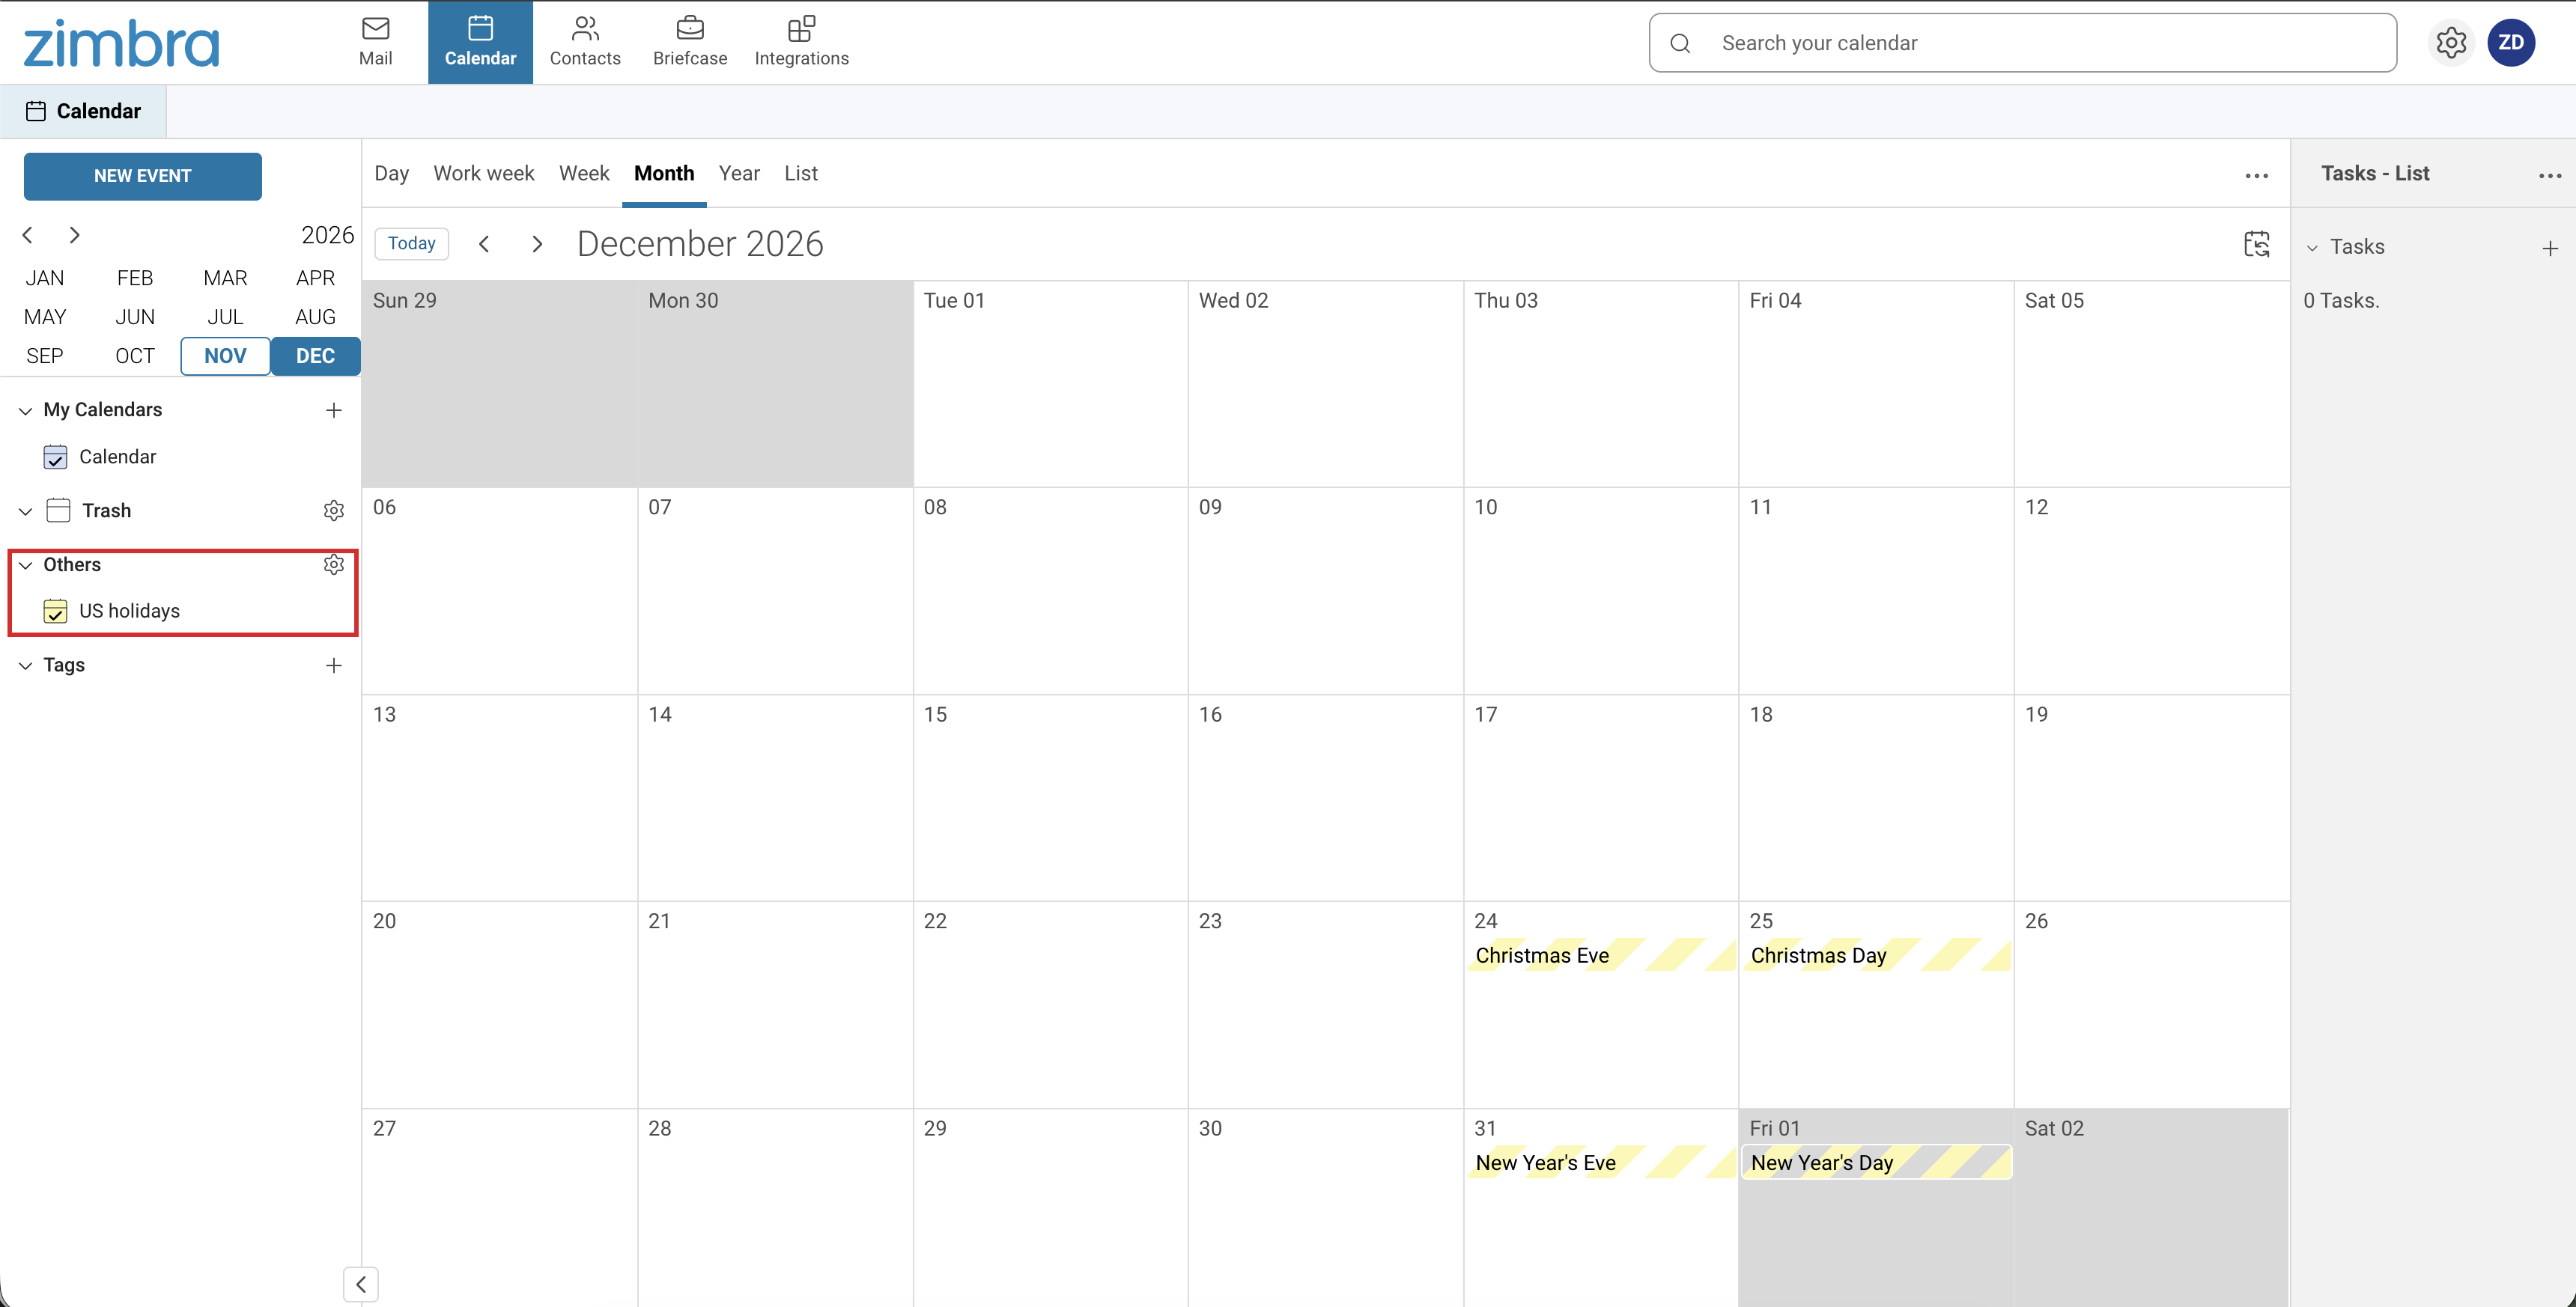 zimbra
Mail
Calendar
Contacts
Briefcase
Integrations
Search your calendar
ZD
Calendar
NEW EVENT
2026
JAN FEB MAR APR
MAY JUN JUL AUG
SEP OCT NOV DEC
My Calendars
Calendar
Trash
Others
US holidays
Tags
Day Work week Week Month Year List
Today
December 2026
Sun 29 Mon 30 Tue 01 Wed 02 Thu 03 Fri 04 Sat 05
06 07 08 09 10 11 12
13 14 15 16 17 18 19
20 21 22 23 24 25 26
Christmas Eve Christmas Day
27 28 29 30 31 Fri 01 Sat 02
New Year's Eve New Year's Day
Tasks - List
Tasks
0 Tasks.